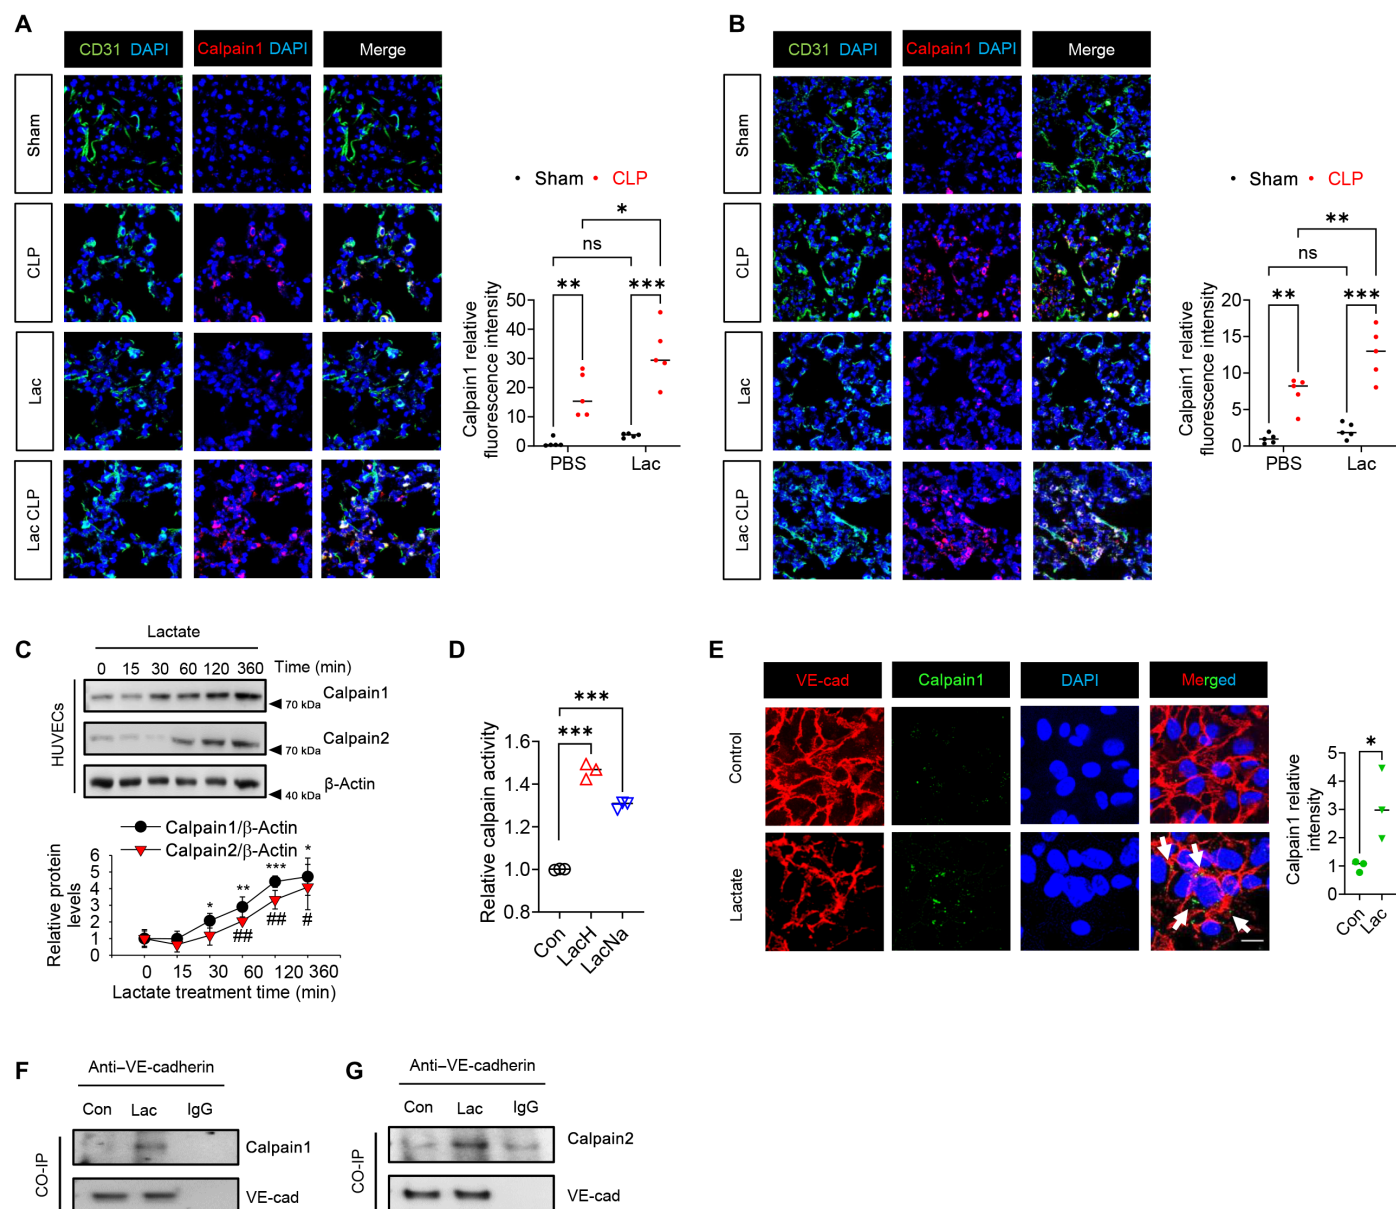 A
CD31 DAPI
Calpain1 DAPI
Merge
Sham
CLP
Lac
Lac CLP
• Sham • CLP
*
ns
** ***
Calpain1 relative
fluorescence intensity
50
40
30
20
10
0
PBS Lac
B
CD31 DAPI
Calpain1 DAPI
Merge
Sham
CLP
Lac
Lac CLP
• Sham • CLP
**
ns
** ***
Calpain1 relative
fluorescence intensity
20
15
10
5
0
PBS Lac
C
Lactate
0 15 30 60 120 360 Time (min)
HUVECs
Calpain1
◀ 70 kDa
Calpain2
◀ 70 kDa
β-Actin
◀ 40 kDa
Calpain1/β-Actin
Calpain2/β-Actin
Relative protein
levels
6
5
4
3
2
1
0
* ** *** *
## ## #
0 15 30 60 120 360
Lactate treatment time (min)
D
***
***
Relative calpain activity
1.6
1.4
1.2
1.0
0.8
Con LacH LacNa
E
VE-cad
Calpain1
DAPI
Merged
Control
Lactate
*
Calpain1 relative
intensity
5
4
3
2
1
0
Con Lac
F
Anti–VE-cadherin
Con Lac IgG
CO-IP
Calpain1
VE-cad
G
Anti–VE-cadherin
Con Lac IgG
CO-IP
Calpain2
VE-cad